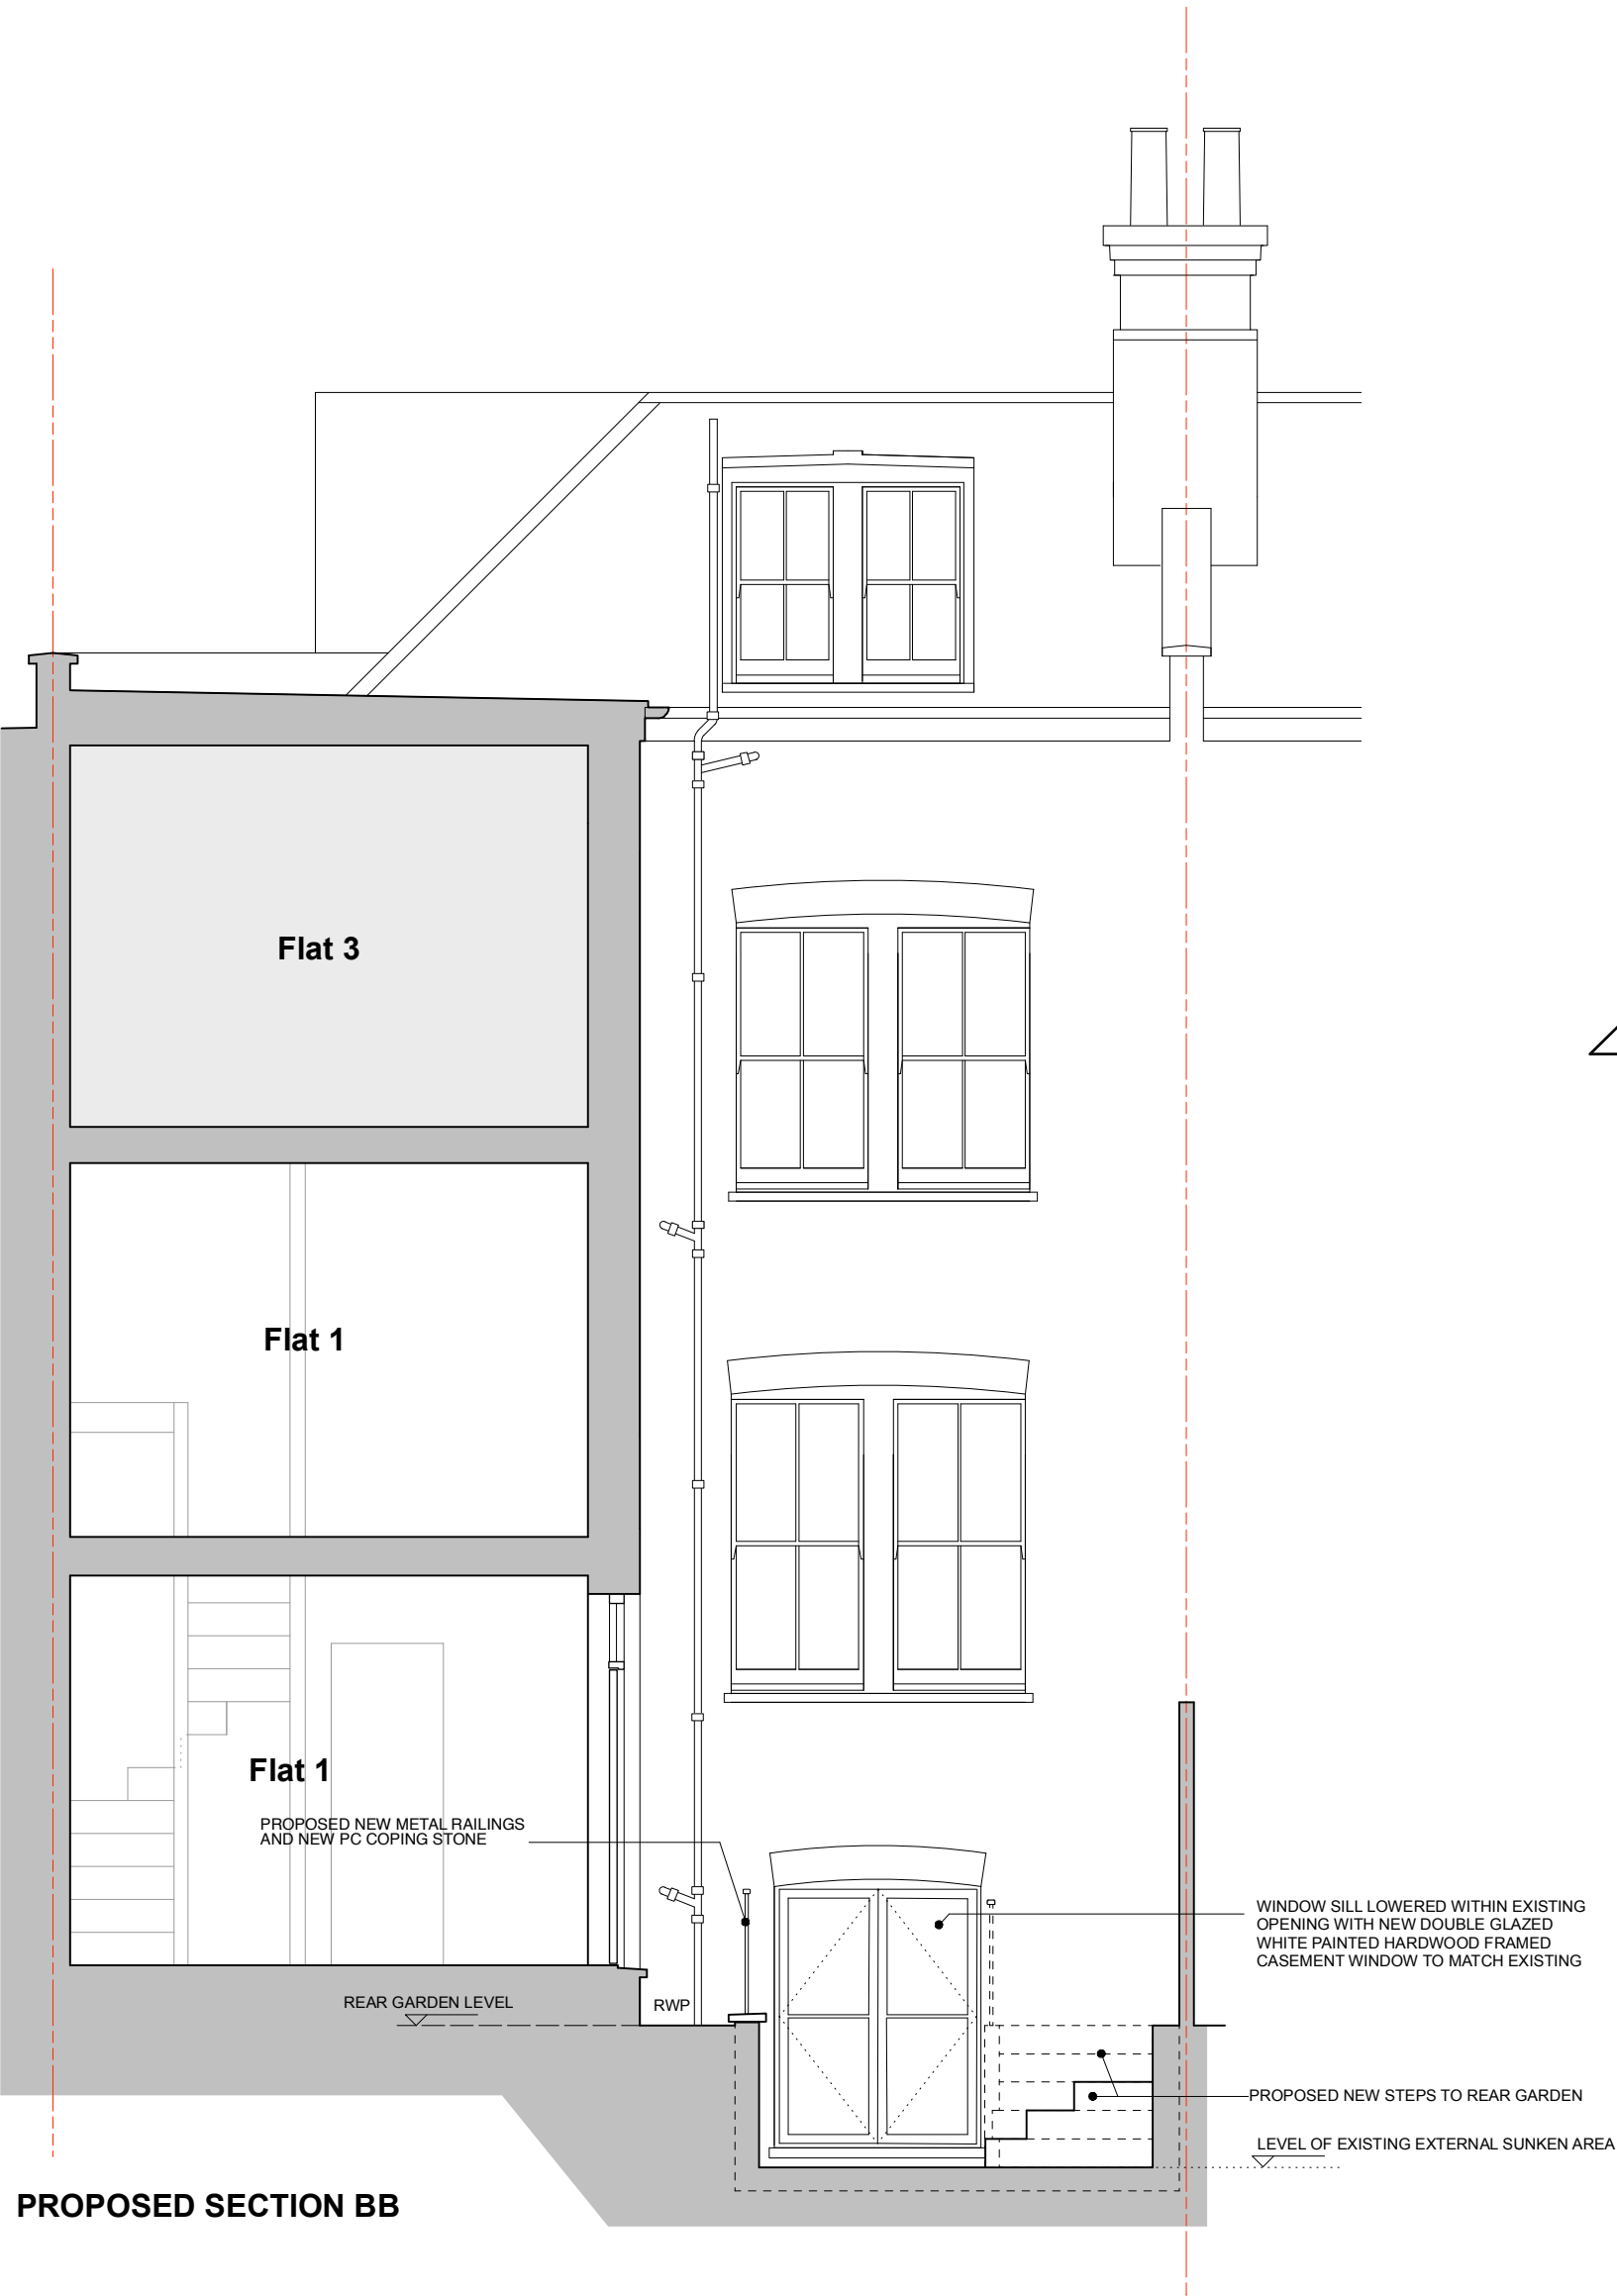 Flat 3
Flat 1
Flat 1
PROPOSED NEW METAL RAILINGS
AND NEW PC COPING STONE
WINDOW SILL LOWERED WITHIN EXISTING
OPENING WITH NEW DOUBLE GLAZED
WHITE PAINTED HARDWOOD FRAMED
CASEMENT WINDOW TO MATCH EXISTING
REAR GARDEN LEVEL
RWP
PROPOSED NEW STEPS TO REAR GARDEN
LEVEL OF EXISTING EXTERNAL SUNKEN AREA
PROPOSED SECTION BB